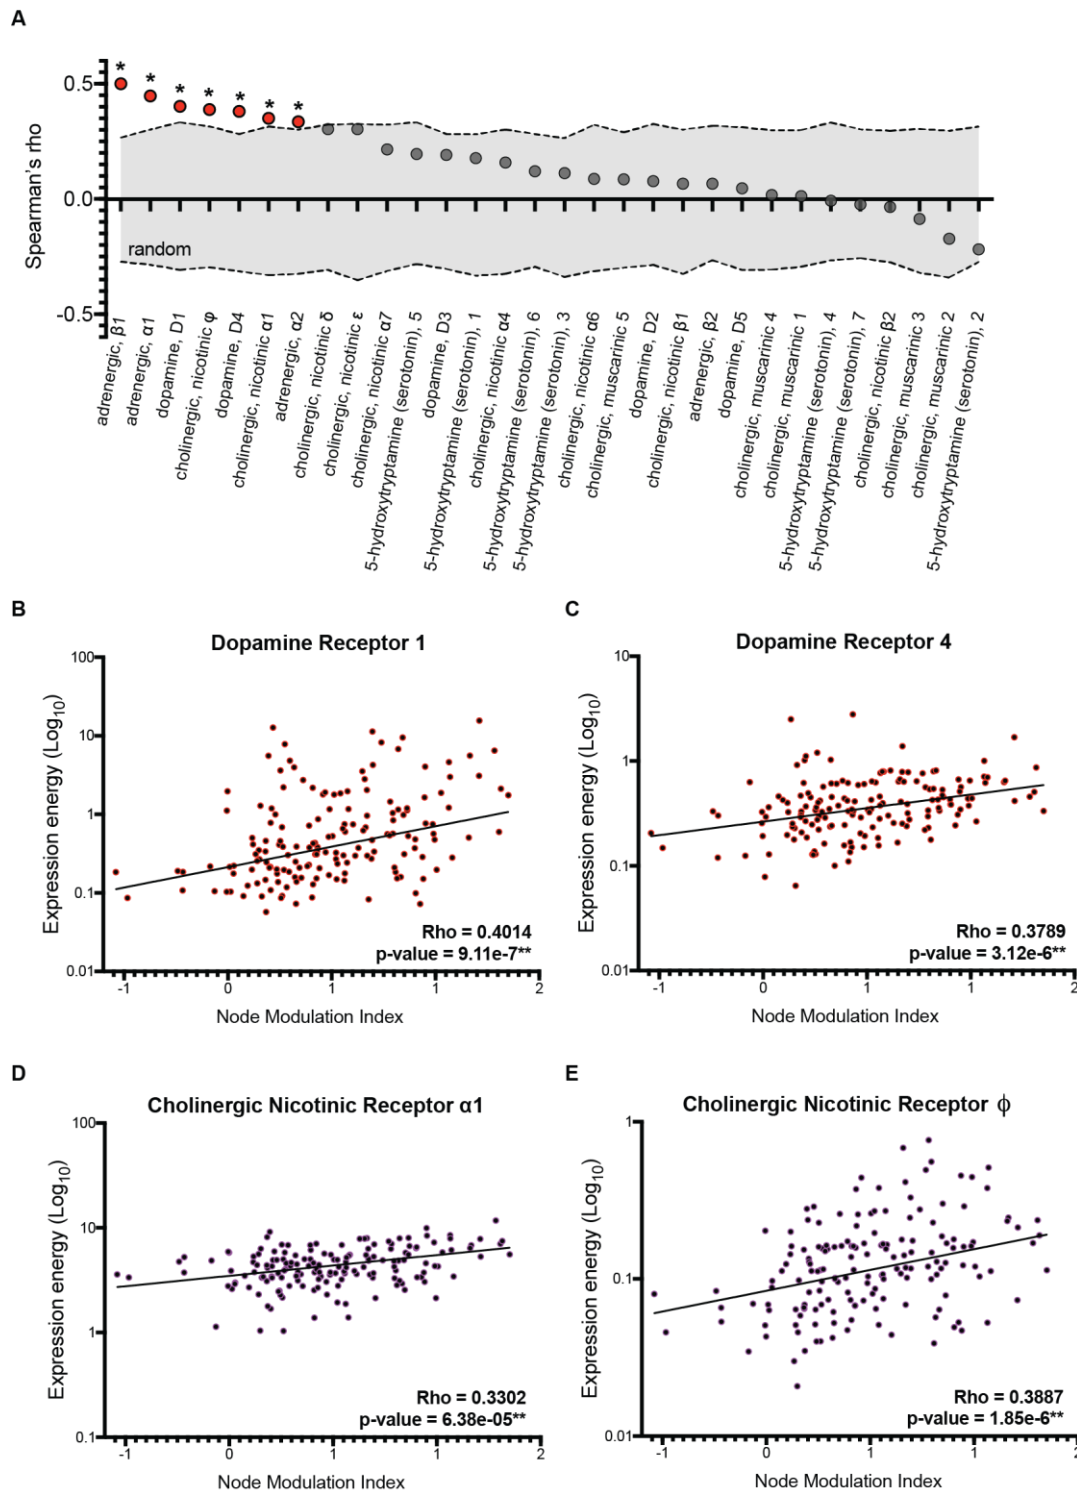 A
* * * * * * *
0.5
0.0
-0.5
Spearman's rho
random
adrenergic, β1
adrenergic, α1
dopamine, D1
cholinergic, nicotinic φ
dopamine, D4
cholinergic, nicotinic α1
adrenergic, α2
cholinergic, nicotinic δ
cholinergic, nicotinic ε
cholinergic, nicotinic α7
5-hydroxytryptamine (serotonin), 5
dopamine, D3
5-hydroxytryptamine (serotonin), 1
cholinergic, nicotinic α4
5-hydroxytryptamine (serotonin), 6
5-hydroxytryptamine (serotonin), 3
cholinergic, nicotinic α6
cholinergic, muscarinic 5
dopamine, D2
cholinergic, nicotinic β1
adrenergic, β2
dopamine, D5
cholinergic, muscarinic 4
cholinergic, muscarinic 1
5-hydroxytryptamine (serotonin), 4
5-hydroxytryptamine (serotonin), 7
cholinergic, nicotinic β2
cholinergic, muscarinic 3
cholinergic, muscarinic 2
5-hydroxytryptamine (serotonin), 2
B
Dopamine Receptor 1
100
10
1
0.1
0.01
Expression energy (Log10)
Rho = 0.4014
p-value = 9.11e-7**
-1 0 1 1 2
Node Modulation Index
C
Dopamine Receptor 4
10
1
0.1
0.01
Expression energy (Log10)
Rho = 0.3789
p-value = 3.12e-6**
-1 0 1 1 2
Node Modulation Index
D
Cholinergic Nicotinic Receptor α1
100
10
1
0.1
Expression energy (Log10)
Rho = 0.3302
p-value = 6.38e-05**
-1 0 1 1 2
Node Modulation Index
E
Cholinergic Nicotinic Receptor ϕ
1
0.1
0.01
Expression energy (Log10)
Rho = 0.3887
p-value = 1.85e-6**
-1 0 1 1 2
Node Modulation Index